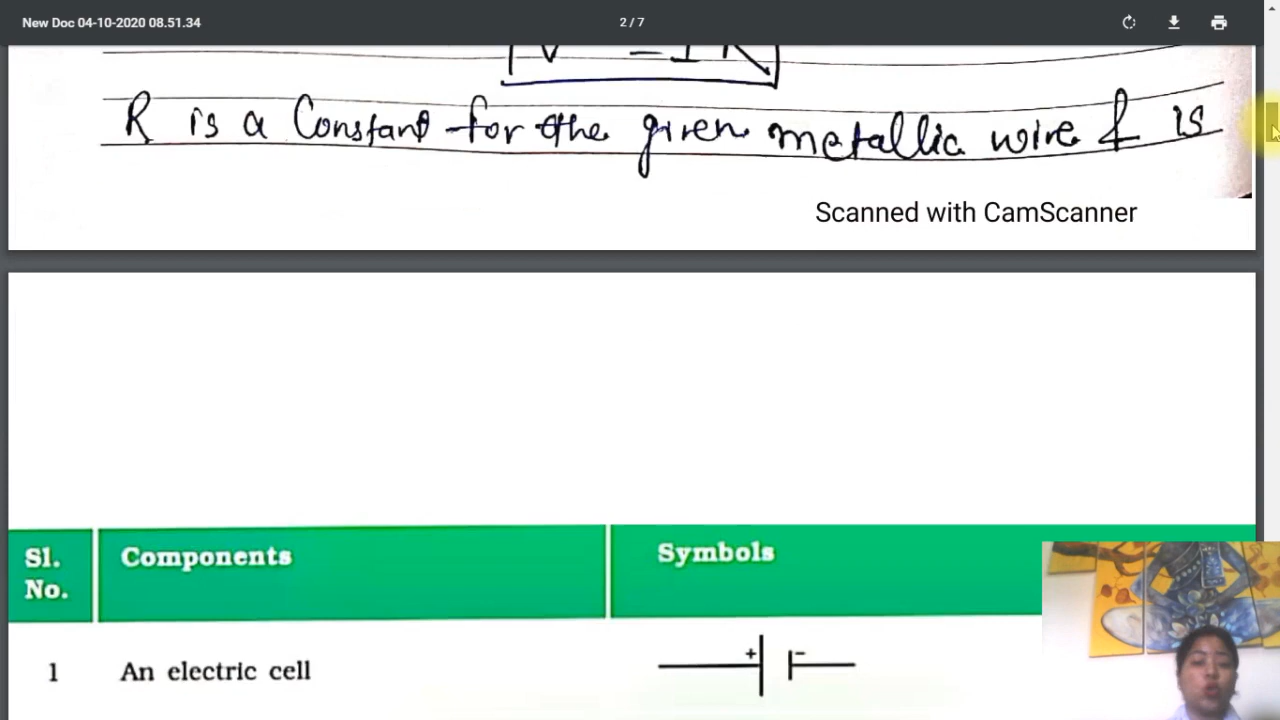 New Doc 04-10-2020 08.51.34
2 / 7
V = IR
R is a Constant for the given metallic wire & is
Scanned with CamScanner
Sl. No.
Components
Symbols
1
An electric cell
+
-